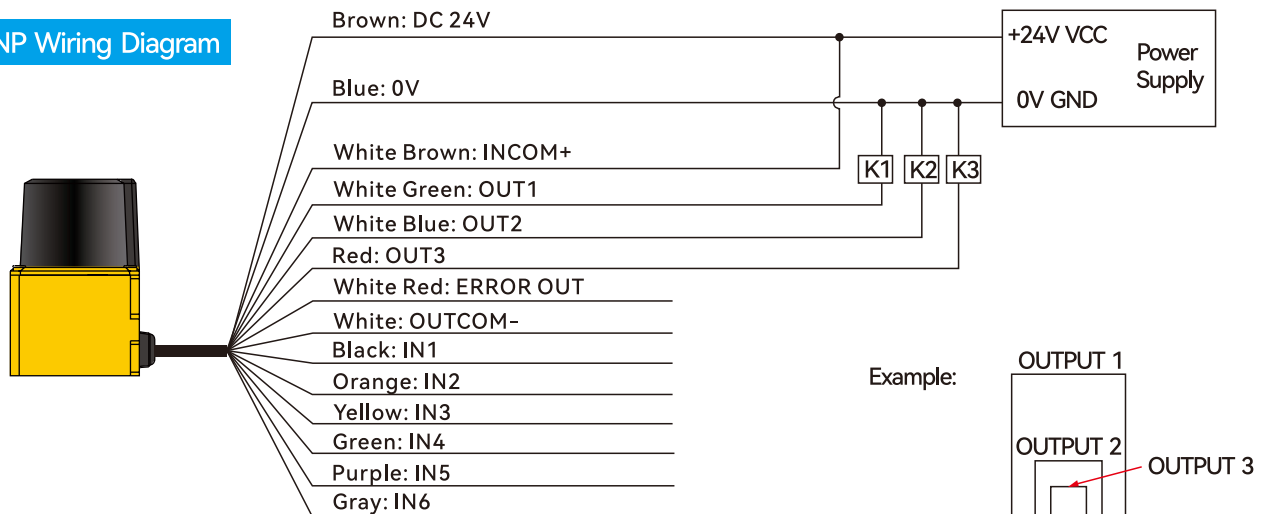 NP Wiring Diagram
Brown: DC 24V
Blue: 0V
White Brown: INCOM+
White Green: OUT1
White Blue: OUT2
Red: OUT3
White Red: ERROR OUT
White: OUTCOM-
Black: IN1
Orange: IN2
Yellow: IN3
Green: IN4
Purple: IN5
Gray: IN6
+24V VCC
0V GND
Power
Supply
K1 K2 K3
Example:
OUTPUT 1
OUTPUT 2
OUTPUT 3